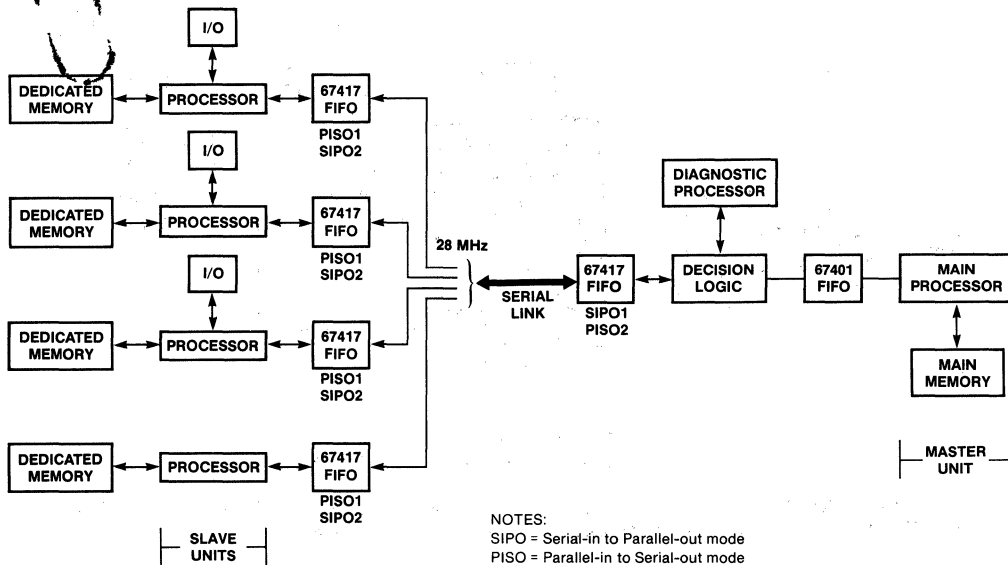 I/O
DEDICATED
MEMORY
PROCESSOR
67417
FIFO
PISO1
SIPO2
I/O
DEDICATED
MEMORY
PROCESSOR
67417
FIFO
PISO1
SIPO2
I/O
DEDICATED
MEMORY
PROCESSOR
67417
FIFO
PISO1
SIPO2
DEDICATED
MEMORY
PROCESSOR
67417
FIFO
PISO1
SIPO2
SLAVE
UNITS
28 MHz
SERIAL
LINK
67417
FIFO
SIPO1
PISO2
DIAGNOSTIC
PROCESSOR
DECISION
LOGIC
67401
FIFO
MAIN
PROCESSOR
MAIN
MEMORY
MASTER
UNIT
NOTES:
SIPO = Serial-in to Parallel-out mode
PISO = Parallel-in to Serial-out mode